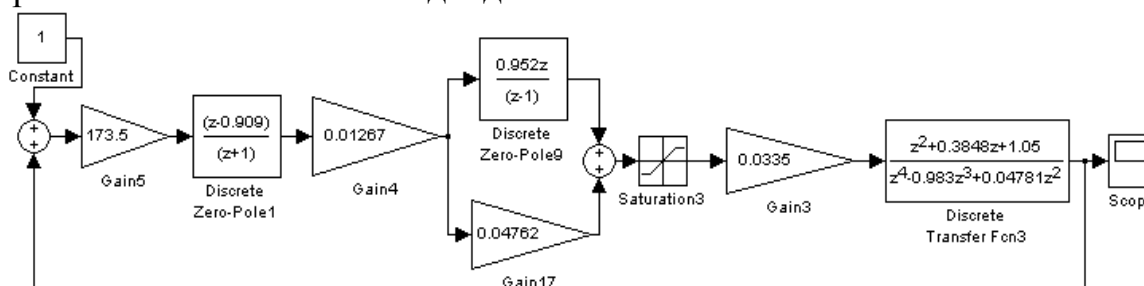 1
Constant
+
+
173.5
Gain5
(z-0.909)
(z+1)
Discrete
Zero-Pole1
0.01267
Gain4
0.952z
(z-1)
Discrete
Zero-Pole9
0.04762
Gain17
+
+
Saturation3
0.0335
Gain3
z²+0.3848z+1.05
z⁴-0.983z³+0.04781z²
Discrete
Transfer Fcn3
Scop